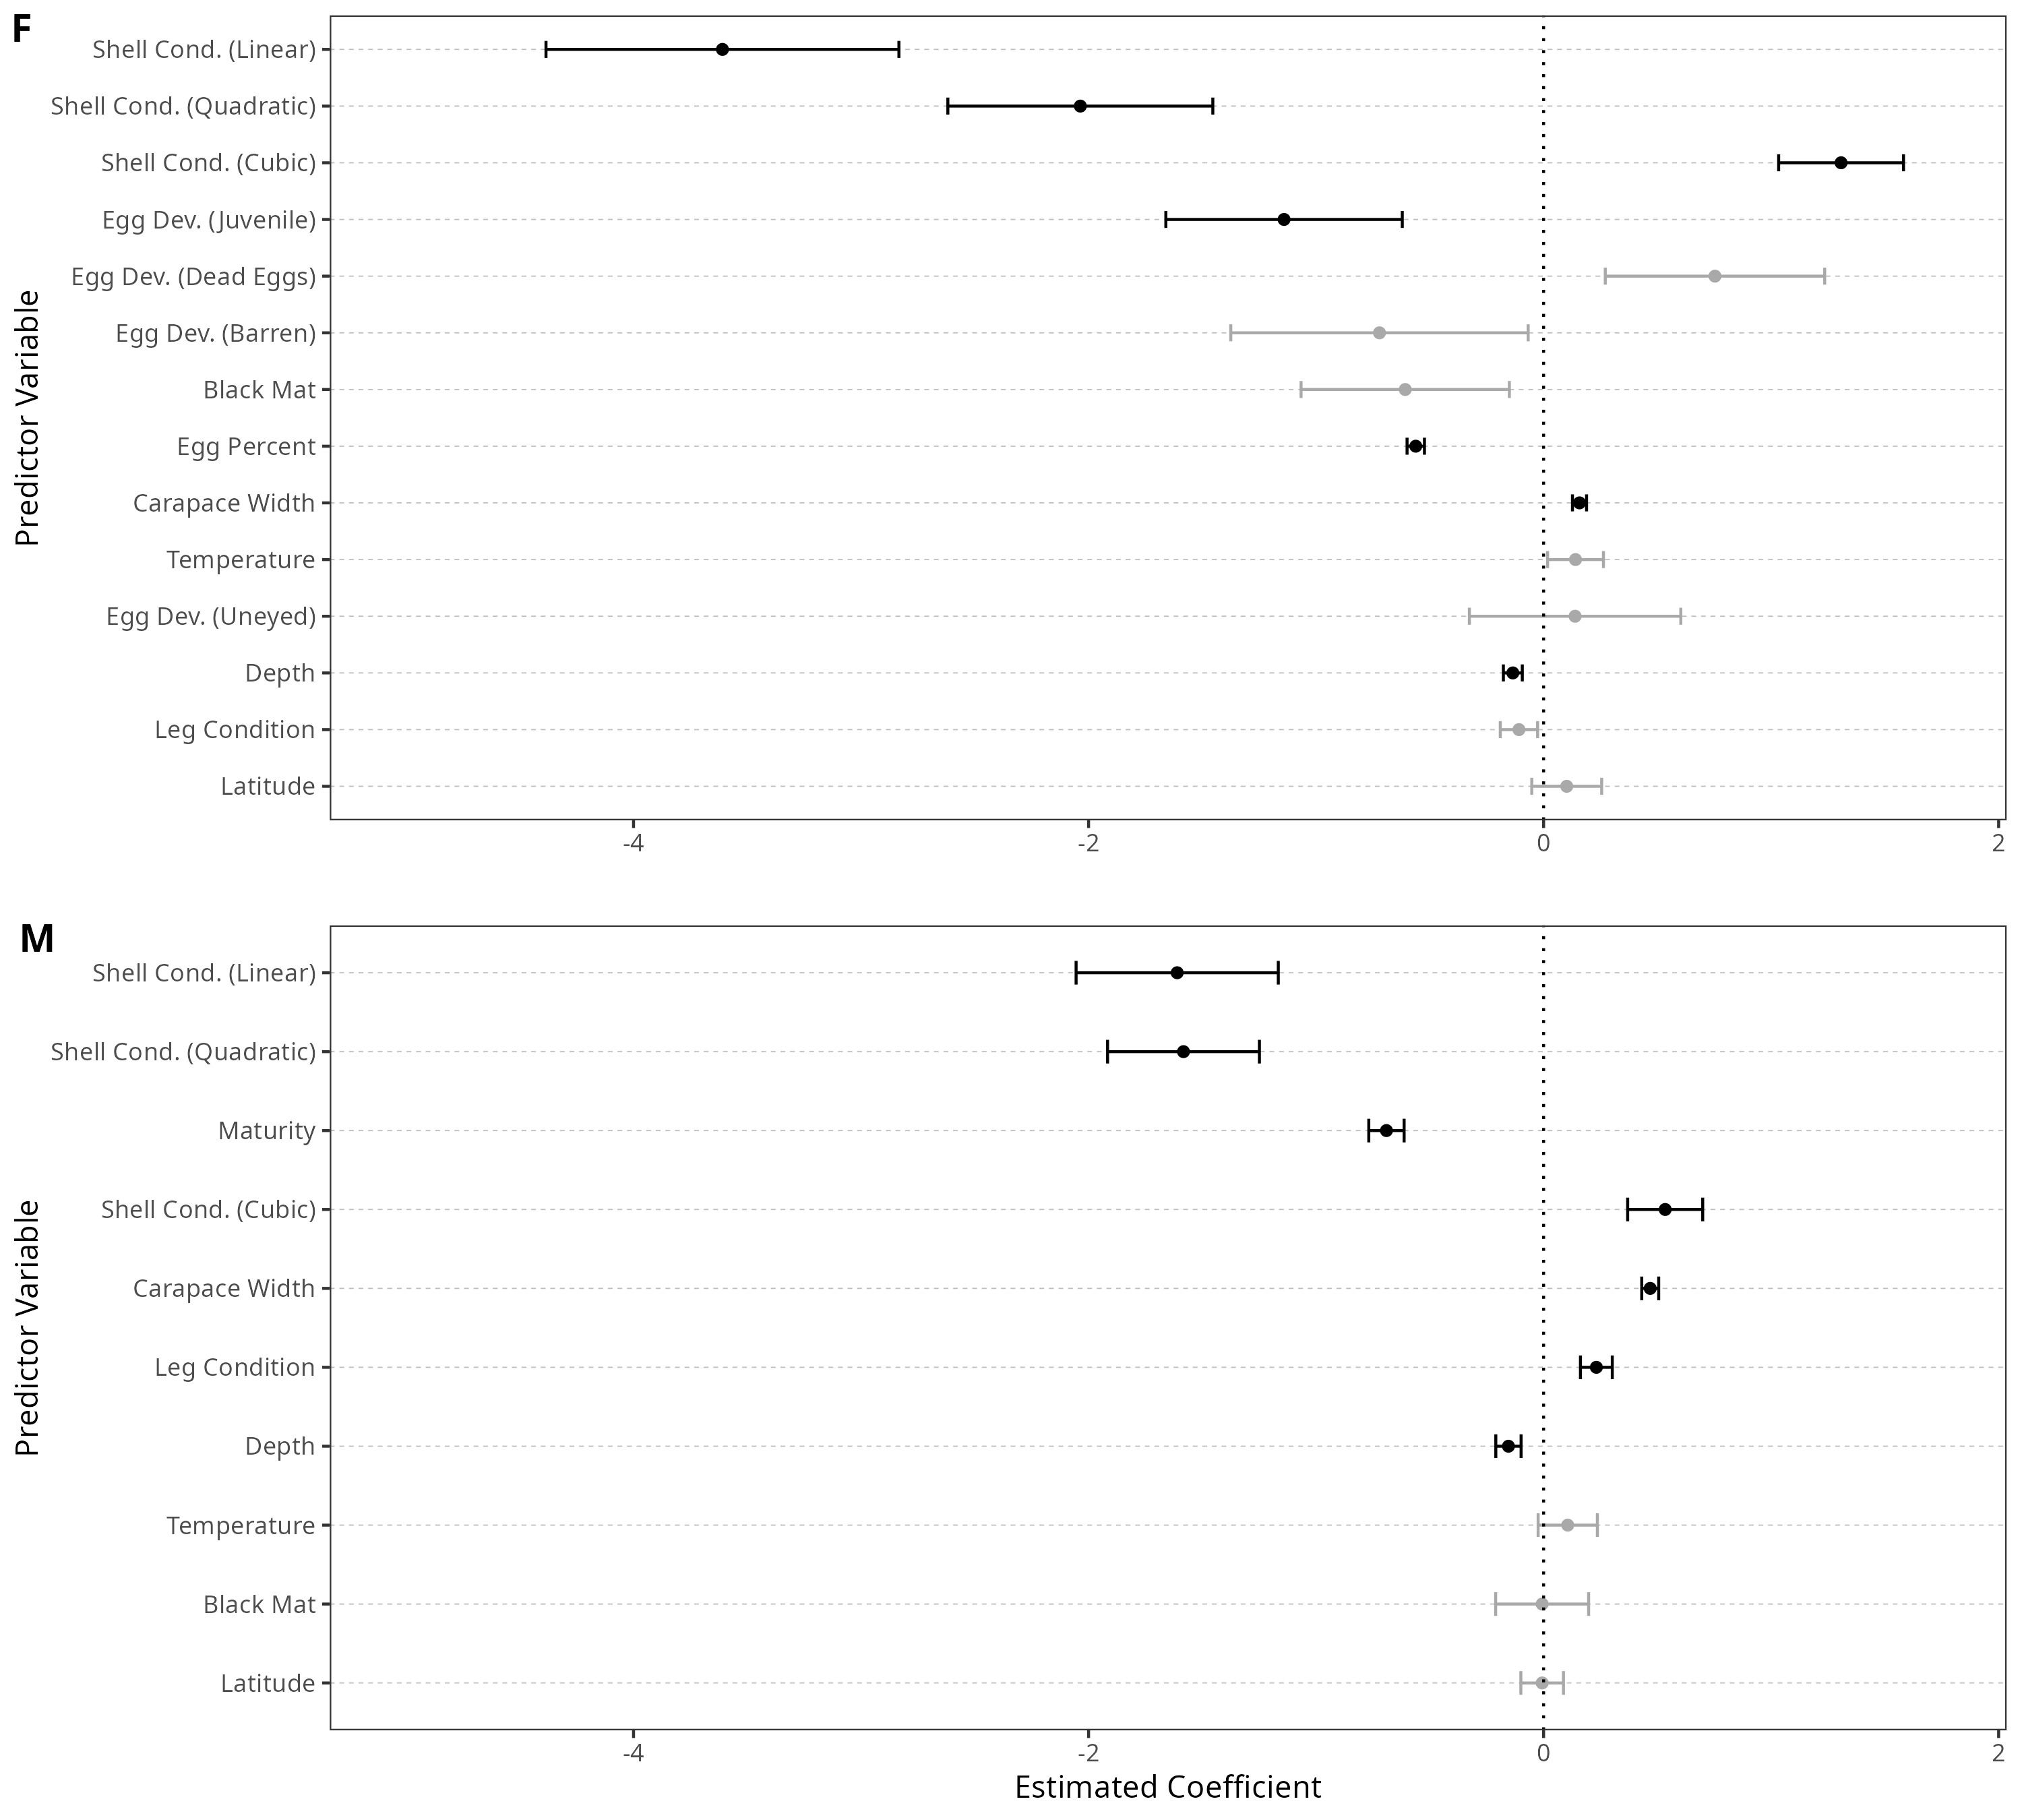 F
Shell Cond. (Linear)
Shell Cond. (Quadratic)
Shell Cond. (Cubic)
Egg Dev. (Juvenile)
Egg Dev. (Dead Eggs)
Egg Dev. (Barren)
Black Mat
Egg Percent
Carapace Width
Temperature
Egg Dev. (Uneyed)
Depth
Leg Condition
Latitude
Predictor Variable
-4 -2 0 2
M
Shell Cond. (Linear)
Shell Cond. (Quadratic)
Maturity
Shell Cond. (Cubic)
Carapace Width
Leg Condition
Depth
Temperature
Black Mat
Latitude
Predictor Variable
-4 -2 0 2
Estimated Coefficient